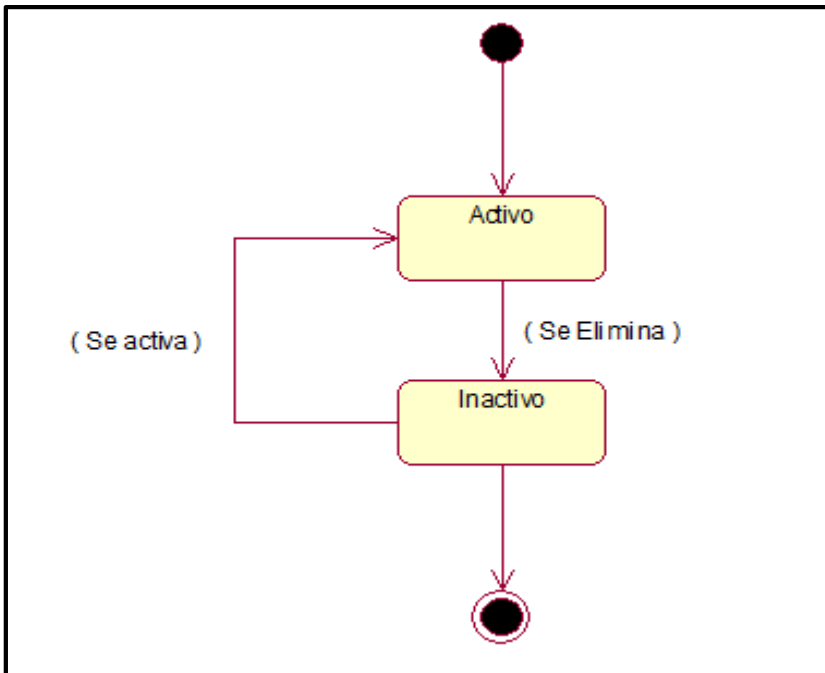 Activo
( Se activa )
( Se Elimina )
Inactivo